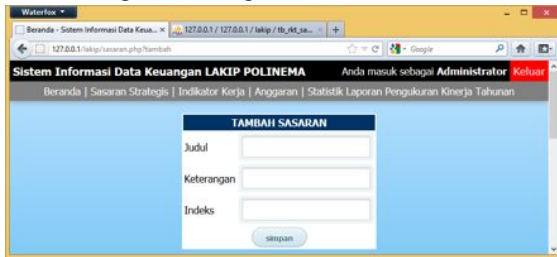 Waterfox
Beranda - Sistem Informasi Data Keua... × 127.0.0.1 / 127.0.0.1 / lakip / tb_rkt_sa... × +
127.0.0.1/lakip/sasaran.php?tambah Google
Sistem Informasi Data Keuangan LAKIP POLINEMA Anda masuk sebagai Administrator Keluar
Beranda | Sasaran Strategis | Indikator Kerja | Anggaran | Statistik Laporan Pengukuran Kinerja Tahunan
TAMBAH SASARAN
Judul
Keterangan
Indeks
simpan